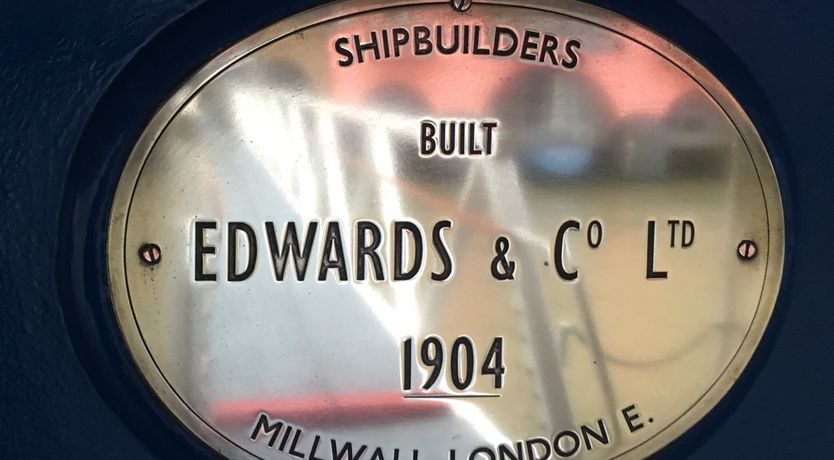 SHIPBUILDERS
BUILT
EDWARDS & Cº LTD
1904
MILLWALL LONDON E.